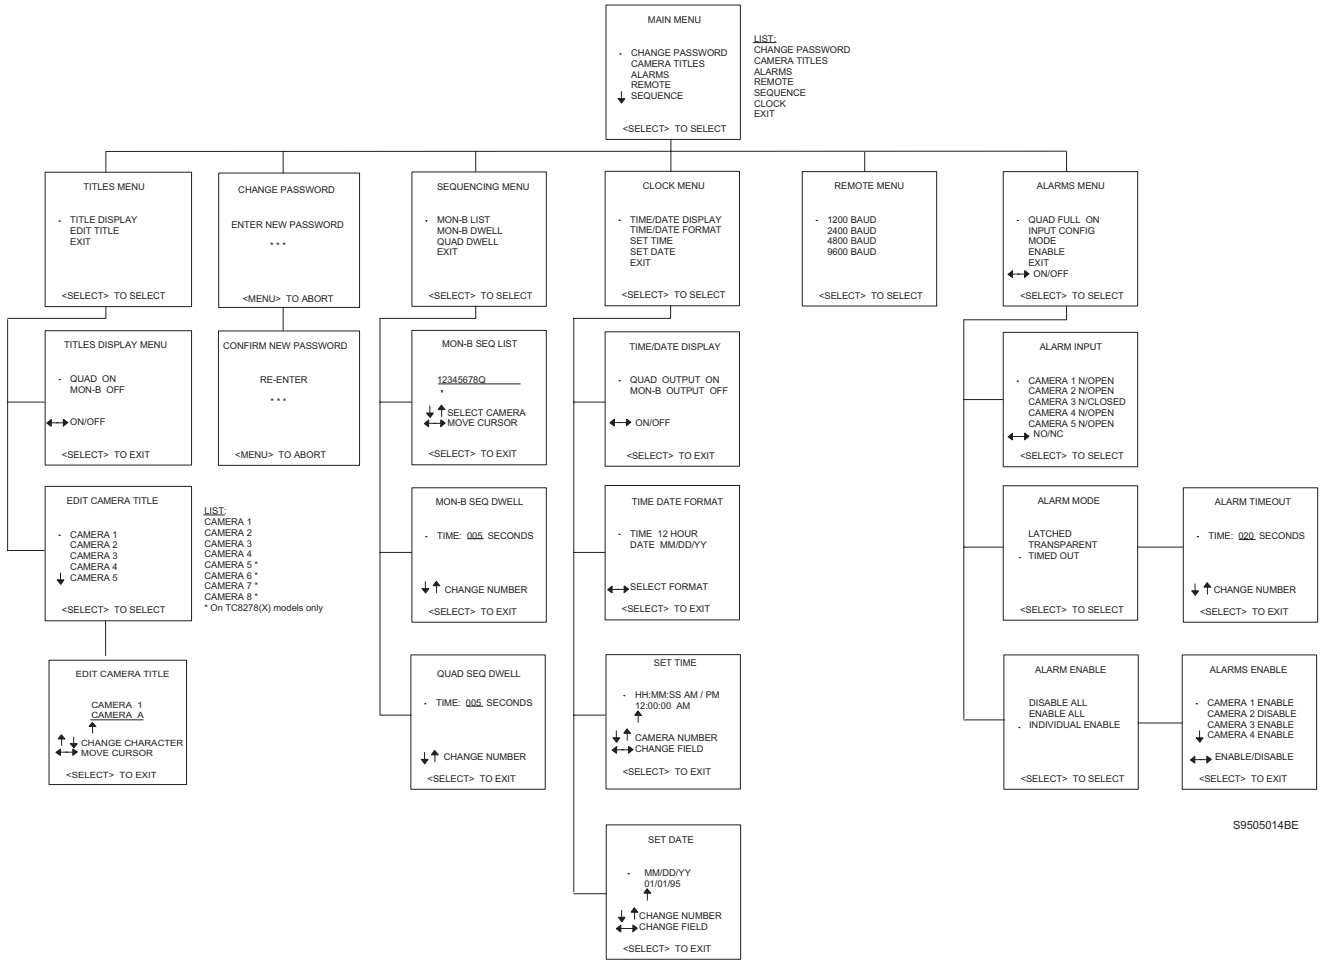 MAIN MENU
- CHANGE PASSWORD
CAMERA TITLES
ALARMS
REMOTE
SEQUENCE
<SELECT> TO SELECT
LIST:
CHANGE PASSWORD
CAMERA TITLES
ALARMS
REMOTE
SEQUENCE
CLOCK
EXIT
TITLES MENU
- TITLE DISPLAY
EDIT TITLE
EXIT
<SELECT> TO SELECT
CHANGE PASSWORD
ENTER NEW PASSWORD
* * *
<MENU> TO ABORT
SEQUENCING MENU
- MON-B LIST
MON-B DWELL
QUAD DWELL
EXIT
<SELECT> TO SELECT
CLOCK MENU
- TIME/DATE DISPLAY
TIME/DATE FORMAT
SET TIME
SET DATE
EXIT
<SELECT> TO SELECT
REMOTE MENU
- 1200 BAUD
2400 BAUD
4800 BAUD
9600 BAUD
<SELECT> TO SELECT
ALARMS MENU
- QUAD FULL ON
INPUT CONFIG
MODE
ENABLE
EXIT
ON/OFF
<SELECT> TO SELECT
TITLES DISPLAY MENU
- QUAD ON
MON-B OFF
ON/OFF
<SELECT> TO EXIT
CONFIRM NEW PASSWORD
RE-ENTER
* * *
<MENU> TO ABORT
MON-B SEQ LIST
12345678Q
SELECT CAMERA
MOVE CURSOR
<SELECT> TO EXIT
TIME/DATE DISPLAY
- QUAD OUTPUT ON
MON-B OUTPUT OFF
ON/OFF
<SELECT> TO EXIT
ALARM INPUT
- CAMERA 1 N/OPEN
CAMERA 2 N/OPEN
CAMERA 3 N/CLOSED
CAMERA 4 N/OPEN
CAMERA 5 N/OPEN
NO/NC
<SELECT> TO SELECT
EDIT CAMERA TITLE
- CAMERA 1
CAMERA 2
CAMERA 3
CAMERA 4
CAMERA 5
<SELECT> TO SELECT
LIST:
CAMERA 1
CAMERA 2
CAMERA 3
CAMERA 4
CAMERA 5 *
CAMERA 6 *
CAMERA 7 *
CAMERA 8 *
* On TC8278(X) models only
MON-B SEQ DWELL
- TIME: 005 SECONDS
CHANGE NUMBER
<SELECT> TO EXIT
TIME DATE FORMAT
- TIME 12 HOUR
DATE MM/DD/YY
SELECT FORMAT
<SELECT> TO EXIT
ALARM MODE
LATCHED
TRANSPARENT
- TIMED OUT
<SELECT> TO SELECT
ALARM TIMEOUT
- TIME: 020 SECONDS
CHANGE NUMBER
<SELECT> TO EXIT
EDIT CAMERA TITLE
CAMERA 1
CAMERA A
CHANGE CHARACTER
MOVE CURSOR
<SELECT> TO EXIT
QUAD SEQ DWELL
- TIME: 005 SECONDS
CHANGE NUMBER
<SELECT> TO EXIT
SET TIME
- HH:MM:SS AM / PM
12:00:00 AM
CAMERA NUMBER
CHANGE FIELD
<SELECT> TO EXIT
ALARM ENABLE
DISABLE ALL
ENABLE ALL
- INDIVIDUAL ENABLE
<SELECT> TO SELECT
ALARMS ENABLE
- CAMERA 1 ENABLE
CAMERA 2 DISABLE
CAMERA 3 ENABLE
CAMERA 4 ENABLE
ENABLE/DISABLE
<SELECT> TO EXIT
S9505014BE
SET DATE
- MM/DD/YY
01/01/95
CHANGE NUMBER
CHANGE FIELD
<SELECT> TO EXIT